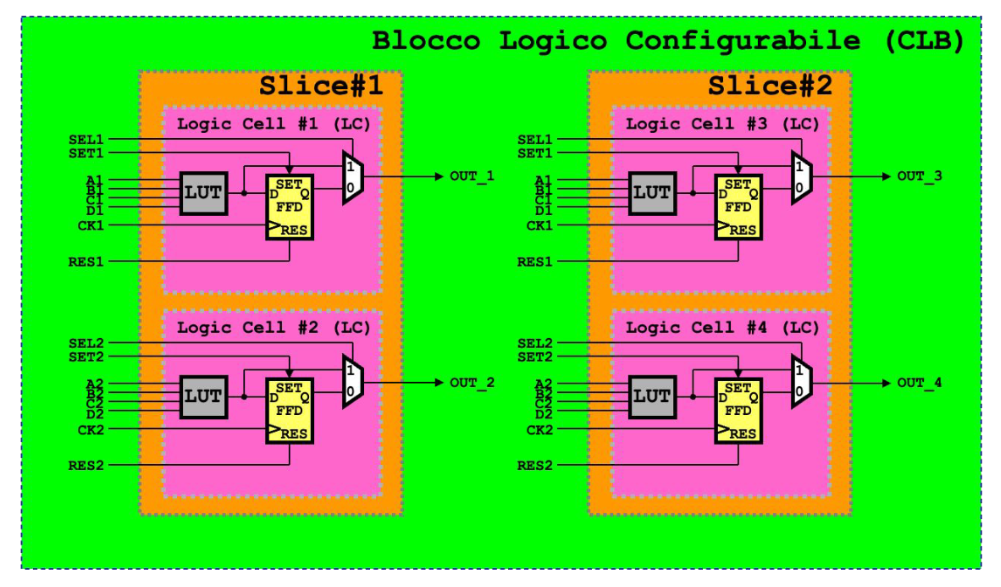 Blocco Logico Configurabile (CLB)
Slice#1
Logic Cell #1 (LC)
SEL1
SET1
A1
B1
C1
D1
CK1
RES1
LUT
SET
D Q
FFD
RES
1
0
OUT_1
Logic Cell #2 (LC)
SEL2
SET2
A2
B2
C2
D2
CK2
RES2
LUT
SET
D Q
FFD
RES
1
0
OUT_2
Slice#2
Logic Cell #3 (LC)
SEL1
SET1
A1
B1
C1
D1
CK1
RES1
LUT
SET
D Q
FFD
RES
1
0
OUT_3
Logic Cell #4 (LC)
SEL2
SET2
A2
B2
C2
D2
CK2
RES2
LUT
SET
D Q
FFD
RES
1
0
OUT_4